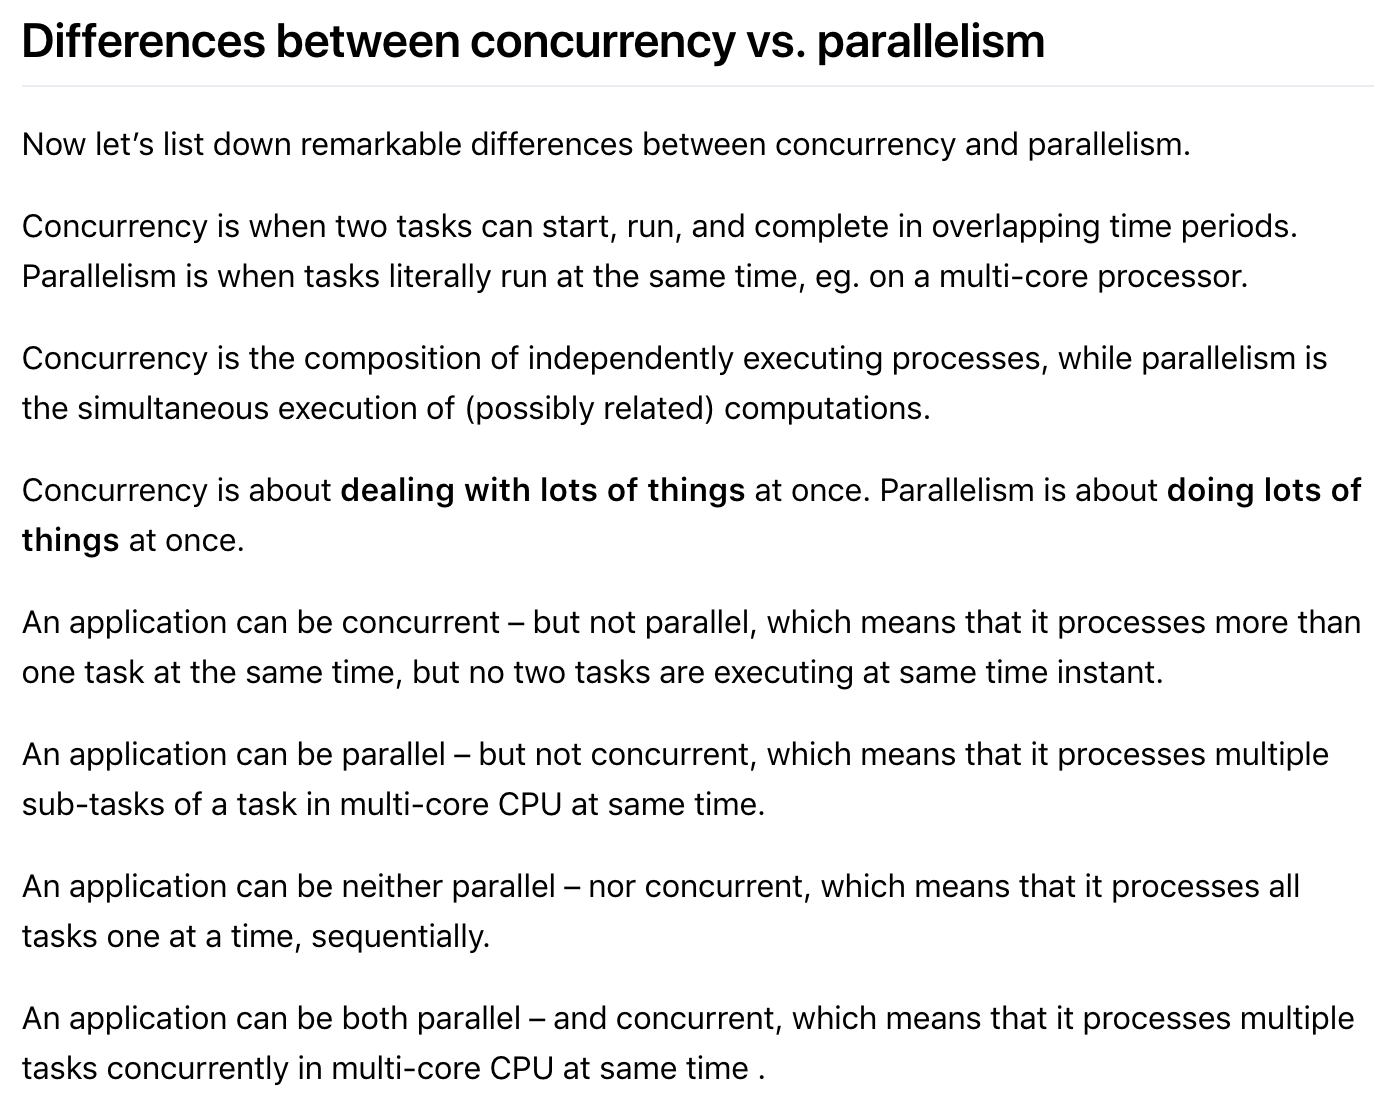 Differences between concurrency vs. parallelism
Now let’s list down remarkable differences between concurrency and parallelism.
Concurrency is when two tasks can start, run, and complete in overlapping time periods.
Parallelism is when tasks literally run at the same time, eg. on a multi-core processor.
Concurrency is the composition of independently executing processes, while parallelism is
the simultaneous execution of (possibly related) computations.
Concurrency is about dealing with lots of things at once. Parallelism is about doing lots of
things at once.
An application can be concurrent – but not parallel, which means that it processes more than
one task at the same time, but no two tasks are executing at same time instant.
An application can be parallel – but not concurrent, which means that it processes multiple
sub-tasks of a task in multi-core CPU at same time.
An application can be neither parallel – nor concurrent, which means that it processes all
tasks one at a time, sequentially.
An application can be both parallel – and concurrent, which means that it processes multiple
tasks concurrently in multi-core CPU at same time .